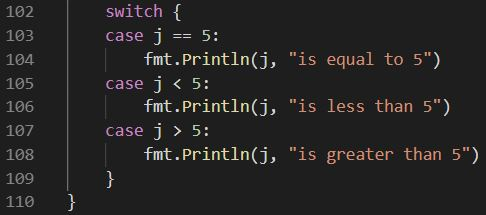 102 switch {
103 case j == 5:
104 fmt.Println(j, "is equal to 5")
105 case j < 5:
106 fmt.Println(j, "is less than 5")
107 case j > 5:
108 fmt.Println(j, "is greater than 5")
109 }
110 }